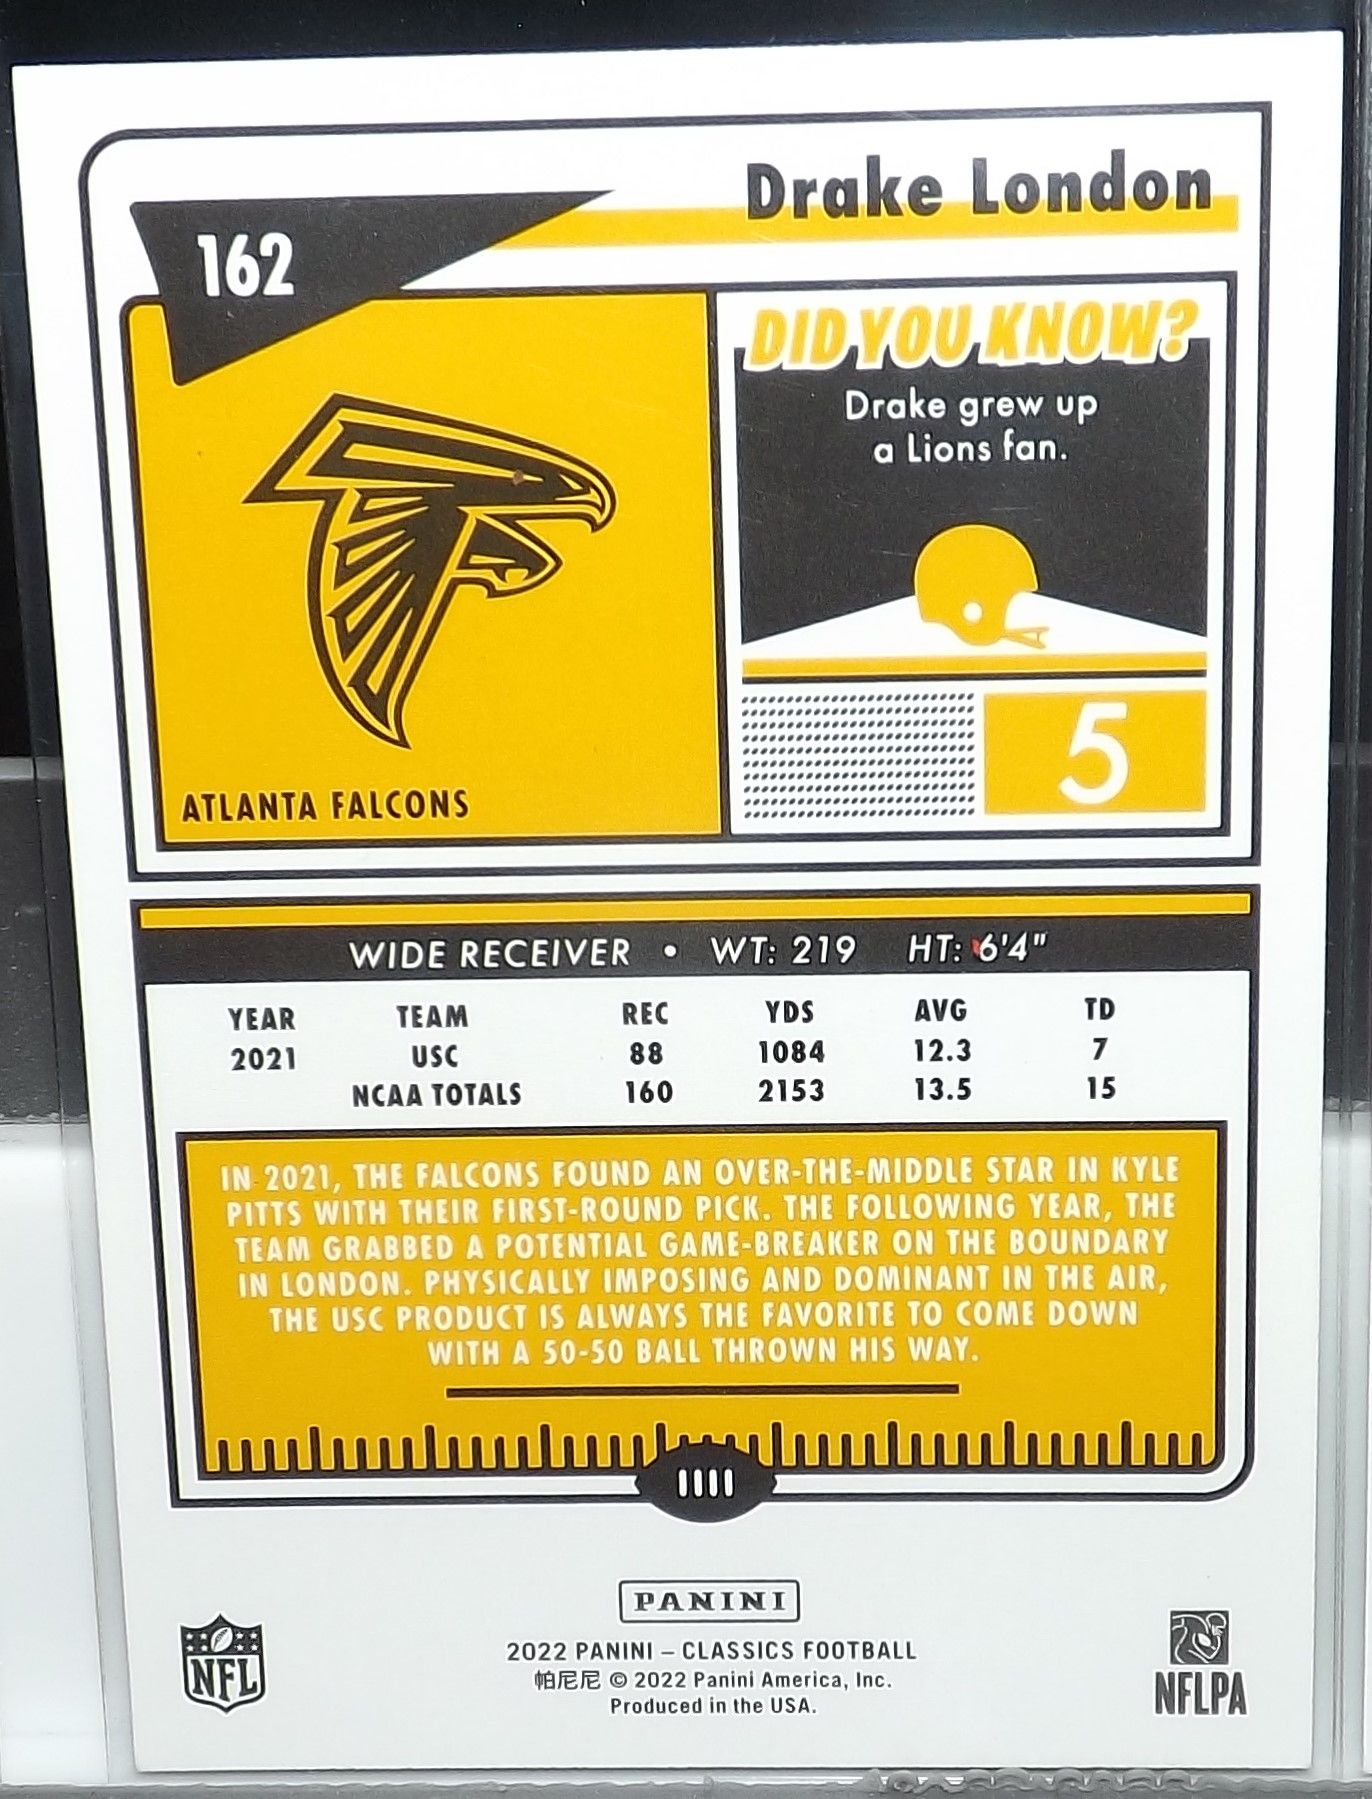 Drake London
162
DID YOU KNOW?
Drake grew up
a Lions fan.
5
ATLANTA FALCONS
WIDE RECEIVER • WT: 219 HT: 6'4"
YEAR TEAM REC YDS AVG TD
2021 USC 88 1084 12.3 7
NCAA TOTALS 160 2153 13.5 15
IN 2021, THE FALCONS FOUND AN OVER-THE-MIDDLE STAR IN KYLE
PITTS WITH THEIR FIRST-ROUND PICK. THE FOLLOWING YEAR, THE
TEAM GRABBED A POTENTIAL GAME-BREAKER ON THE BOUNDARY
IN LONDON. PHYSICALLY IMPOSING AND DOMINANT IN THE AIR,
THE USC PRODUCT IS ALWAYS THE FAVORITE TO COME DOWN
WITH A 50-50 BALL THROWN HIS WAY.
PANINI
2022 PANINI – CLASSICS FOOTBALL
帕尼尼 © 2022 Panini America, Inc.
Produced in the USA.
NFL
NFLPA